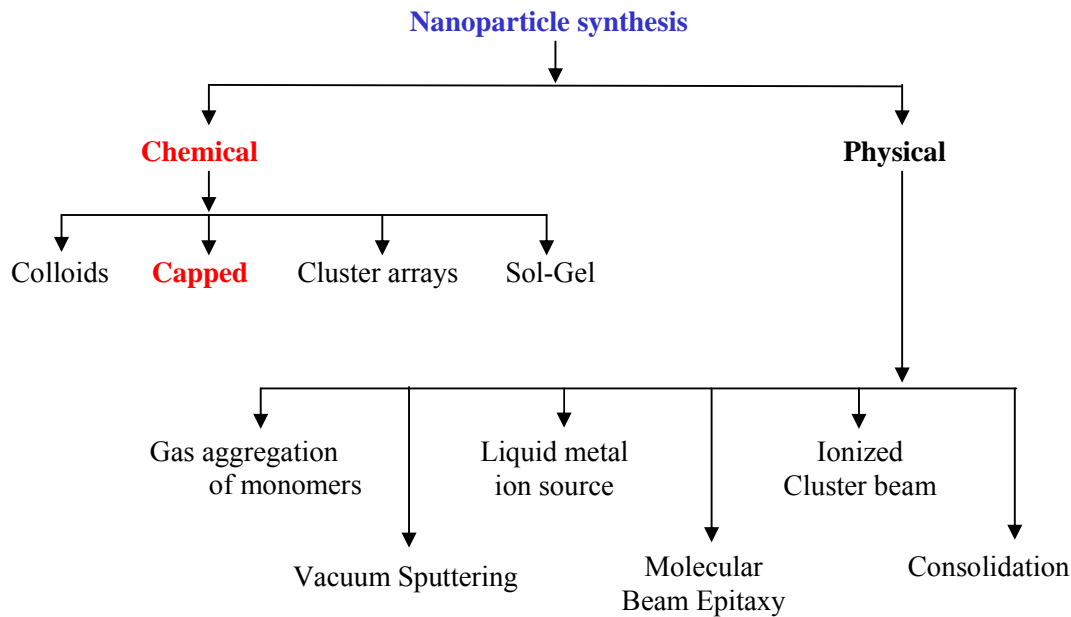 Nanoparticle synthesis
Chemical
Physical
Colloids
Capped
Cluster arrays
Sol-Gel
Gas aggregation
of monomers
Liquid metal
ion source
Ionized
Cluster beam
Vacuum Sputtering
Molecular
Beam Epitaxy
Consolidation